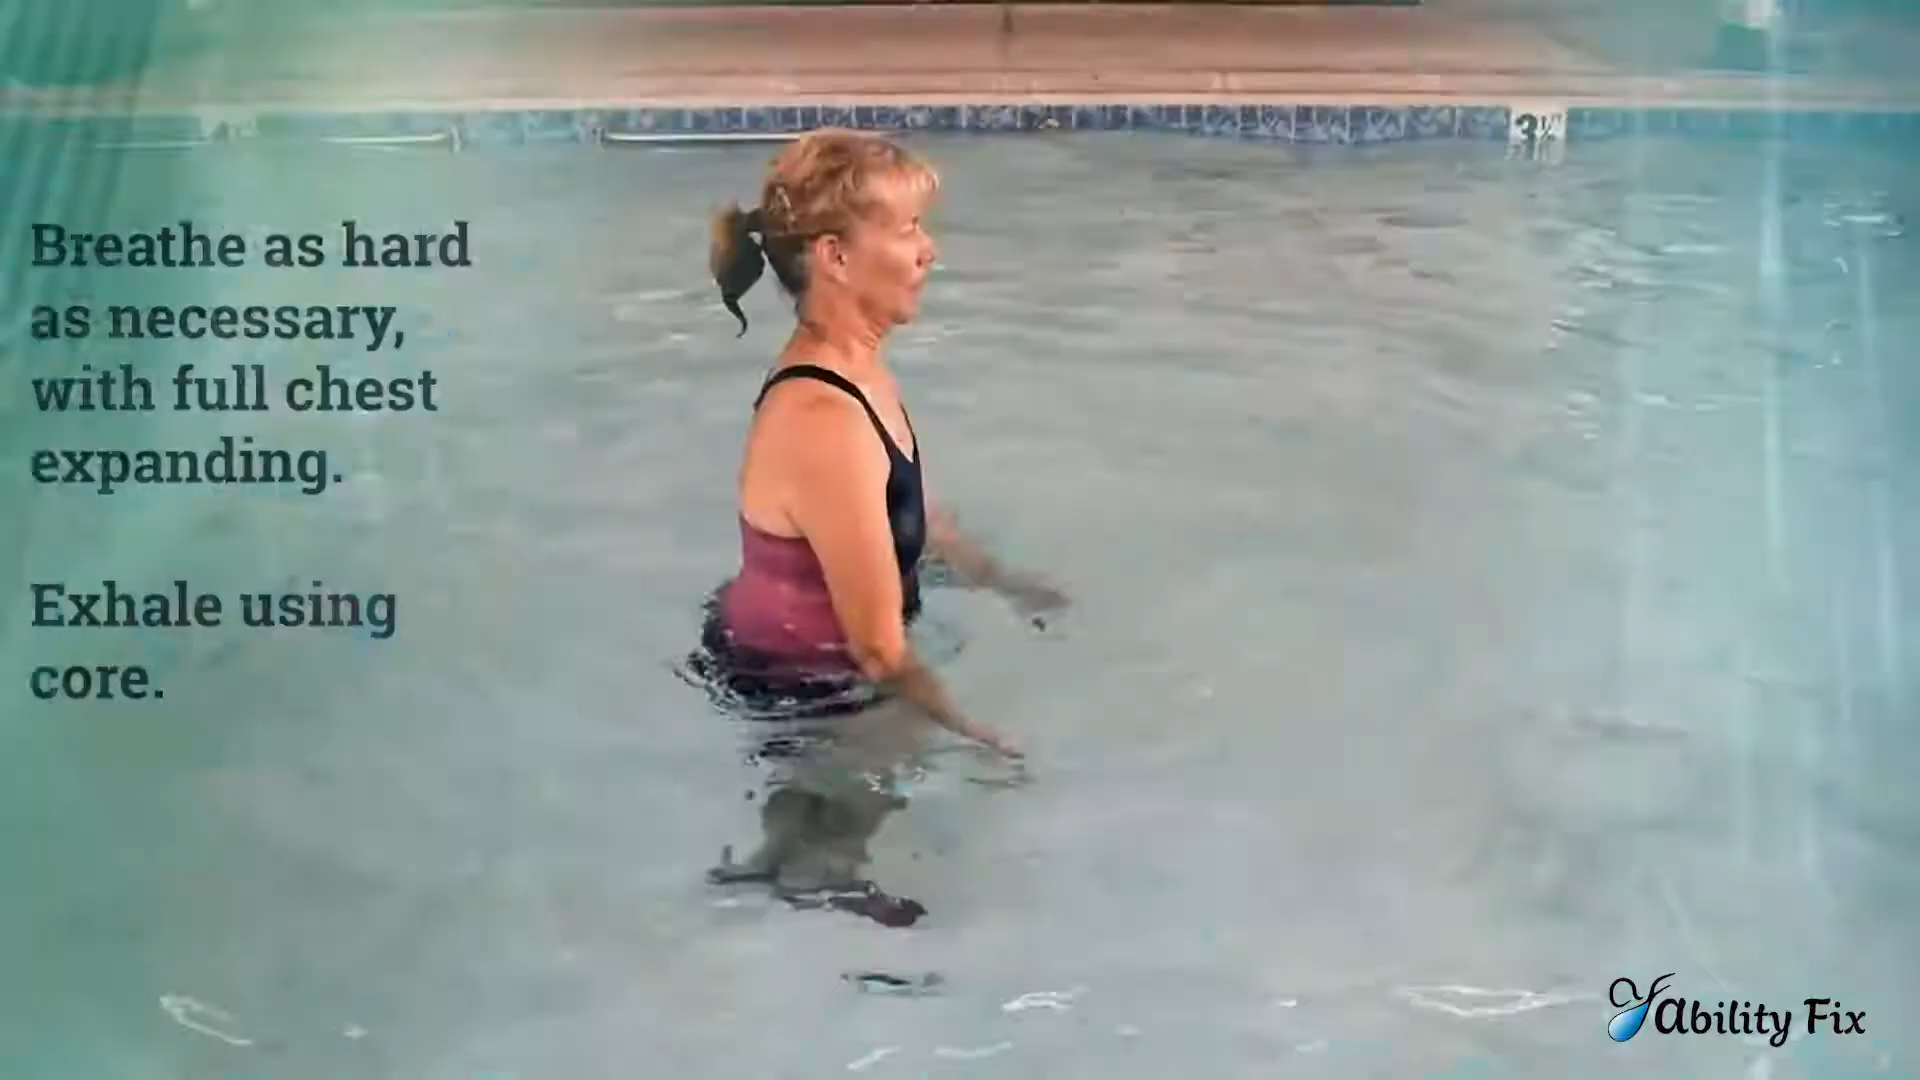 3½
Breathe as hard
as necessary,
with full chest
expanding.
Exhale using
core.
Ability Fix